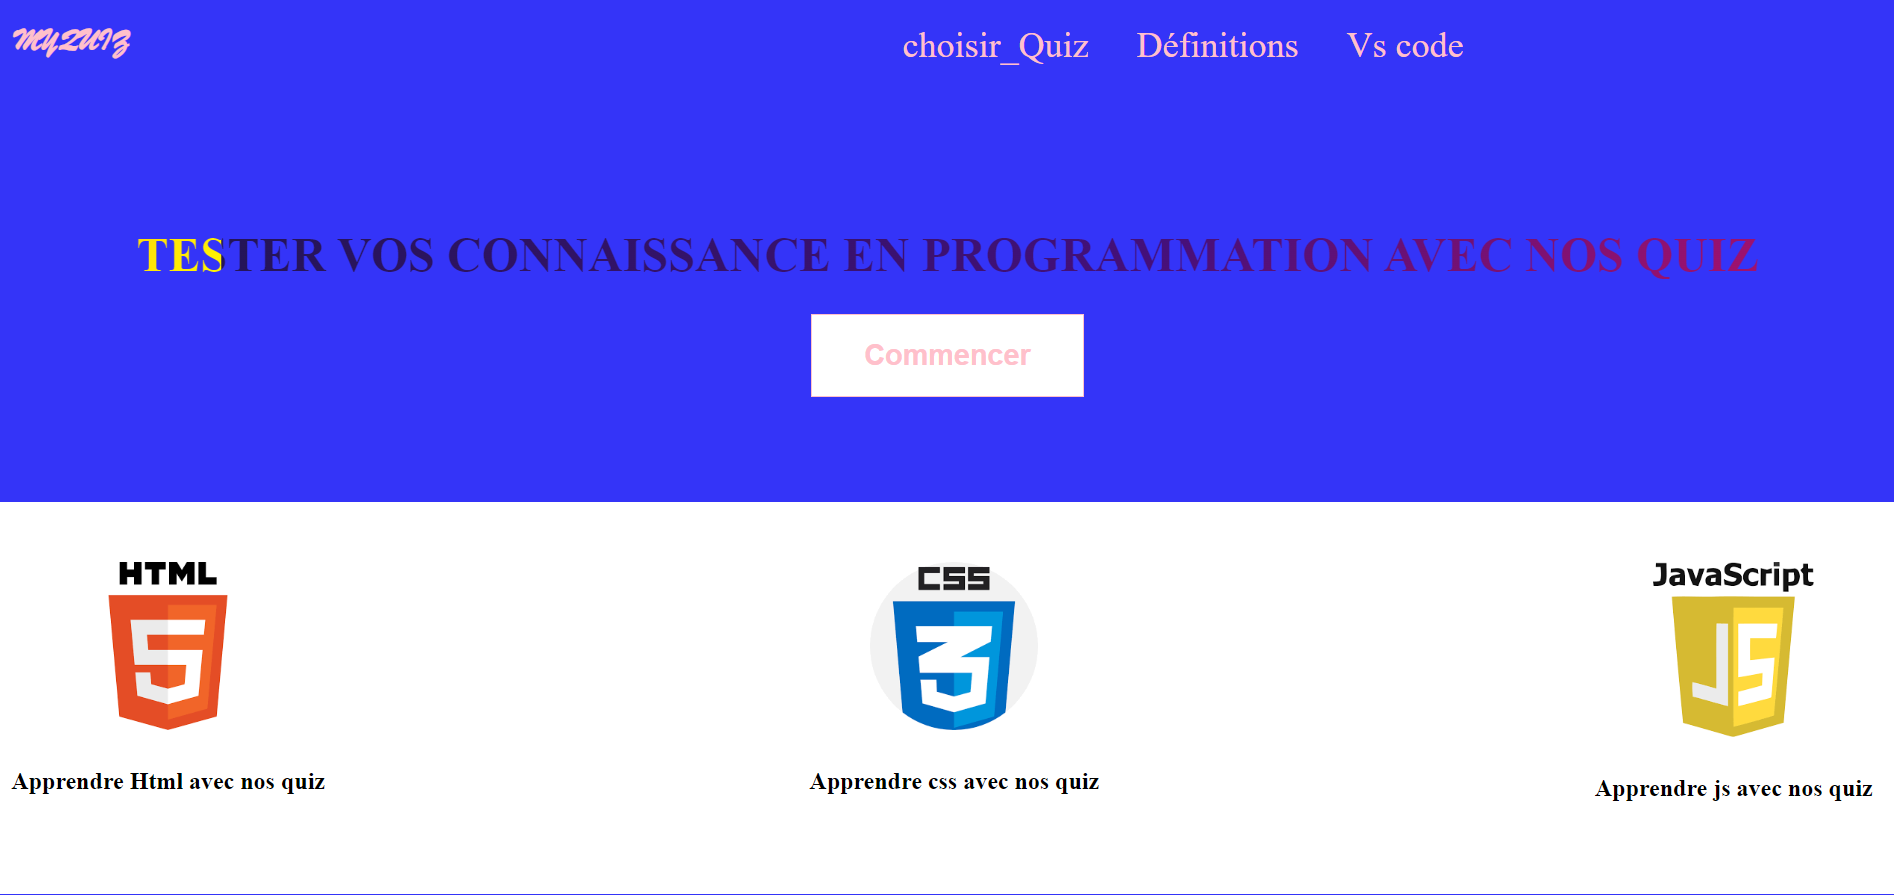 MYQUIZ
choisir_Quiz Définitions Vs code
TESTER VOS CONNAISSANCE EN PROGRAMMATION AVEC NOS QUIZ
Commencer
HTML
5
Apprendre Html avec nos quiz
CSS
3
Apprendre css avec nos quiz
JavaScript
JS
Apprendre js avec nos quiz